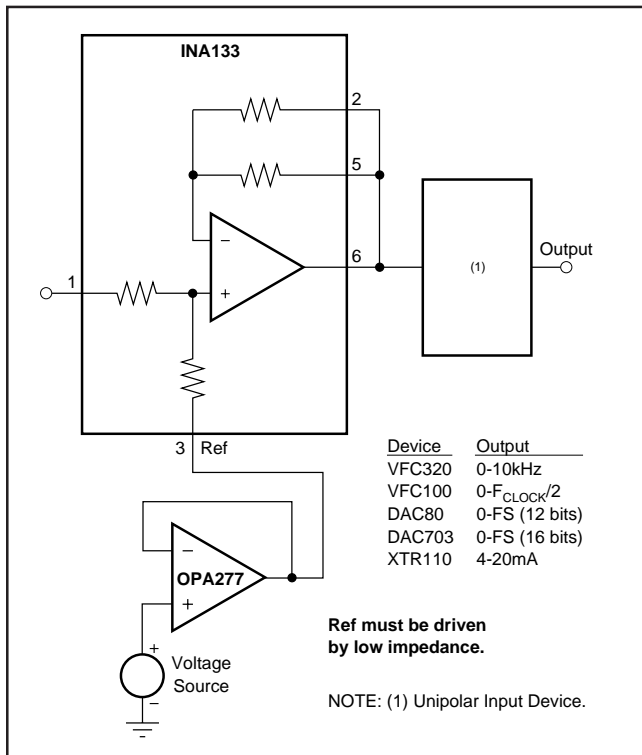 INA133
2
5
−
6
Output
(1)
1
+
3 Ref
Device Output
VFC320 0-10kHz
VFC100 0-FCLOCK/2
DAC80 0-FS (12 bits)
DAC703 0-FS (16 bits)
XTR110 4-20mA
−
OPA277
+
Ref must be driven
by low impedance.
+
Voltage
Source
−
NOTE: (1) Unipolar Input Device.